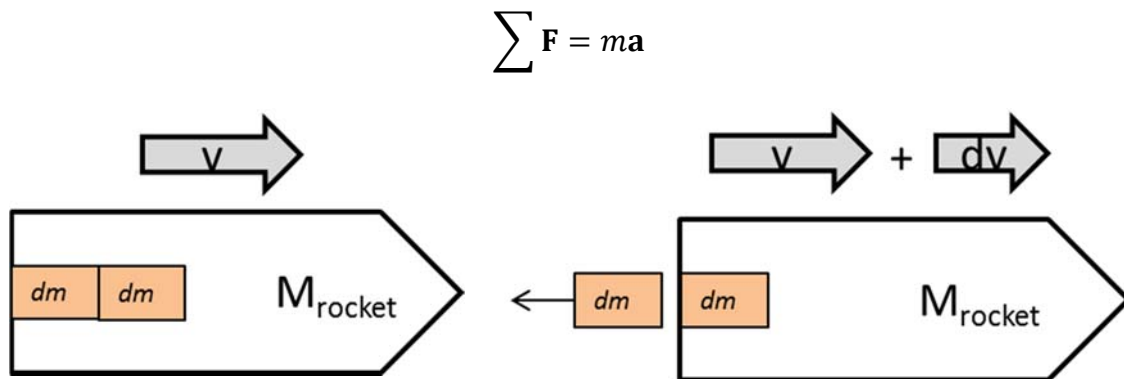 ∑ F = ma
v
v + dv
dm dm M_rocket
dm dm M_rocket